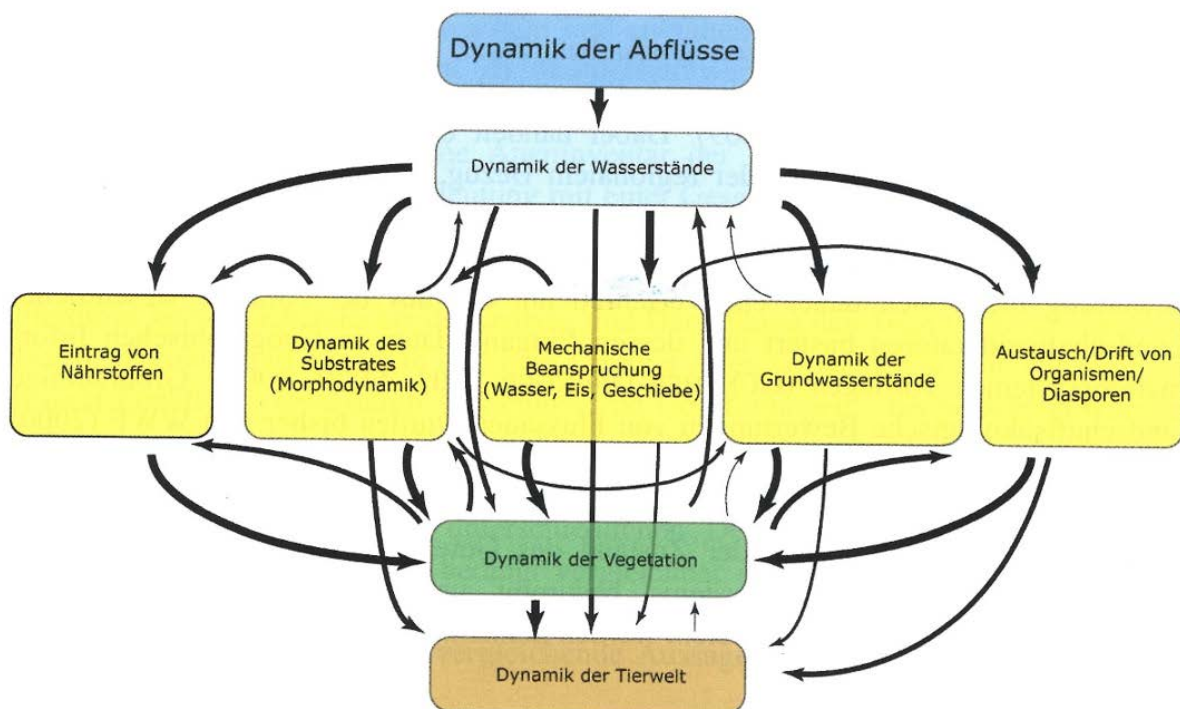 Dynamik der Abflüsse
Dynamik der Wasserstände
Eintrag von
Nährstoffen
Dynamik des
Substrates
(Morphodynamik)
Mechanische
Beanspruchung
(Wasser, Eis, Geschiebe)
Dynamik der
Grundwasserstände
Austausch/Drift von
Organismen/
Diasporen
Dynamik der Vegetation
Dynamik der Tierwelt